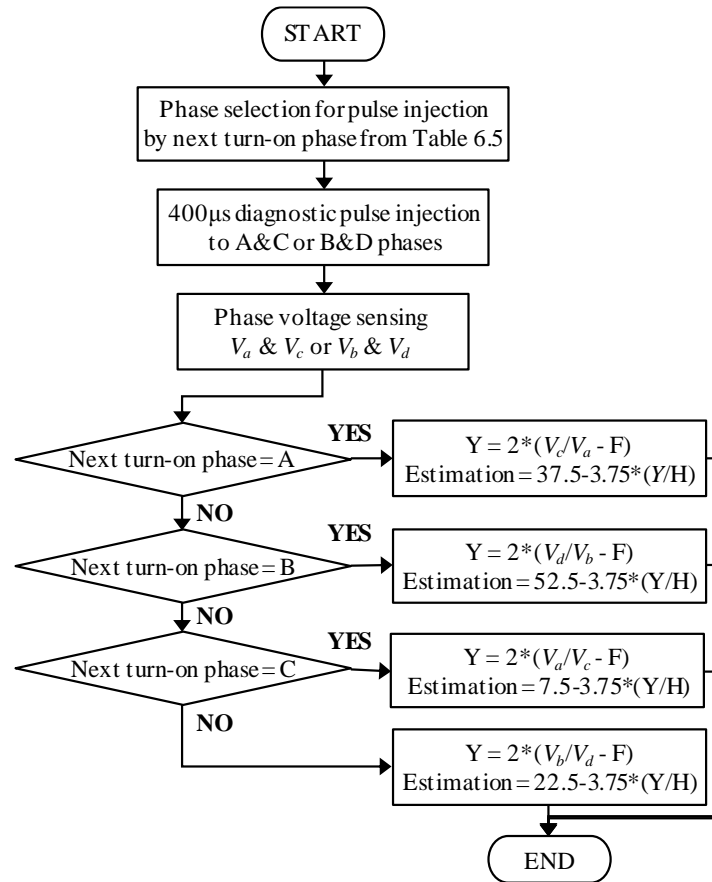 START
Phase selection for pulse injection
by next turn-on phase from Table 6.5
400μs diagnostic pulse injection
to A&C or B&D phases
Phase voltage sensing
Va & Vc or Vb & Vd
Next turn-on phase = A
YES
Y = 2*(Vc/Va - F)
Estimation = 37.5-3.75*(Y/H)
NO
Next turn-on phase = B
YES
Y = 2*(Vd/Vb - F)
Estimation = 52.5-3.75*(Y/H)
NO
Next turn-on phase = C
YES
Y = 2*(Va/Vc - F)
Estimation = 7.5-3.75*(Y/H)
NO
Y = 2*(Vb/Vd - F)
Estimation = 22.5-3.75*(Y/H)
END